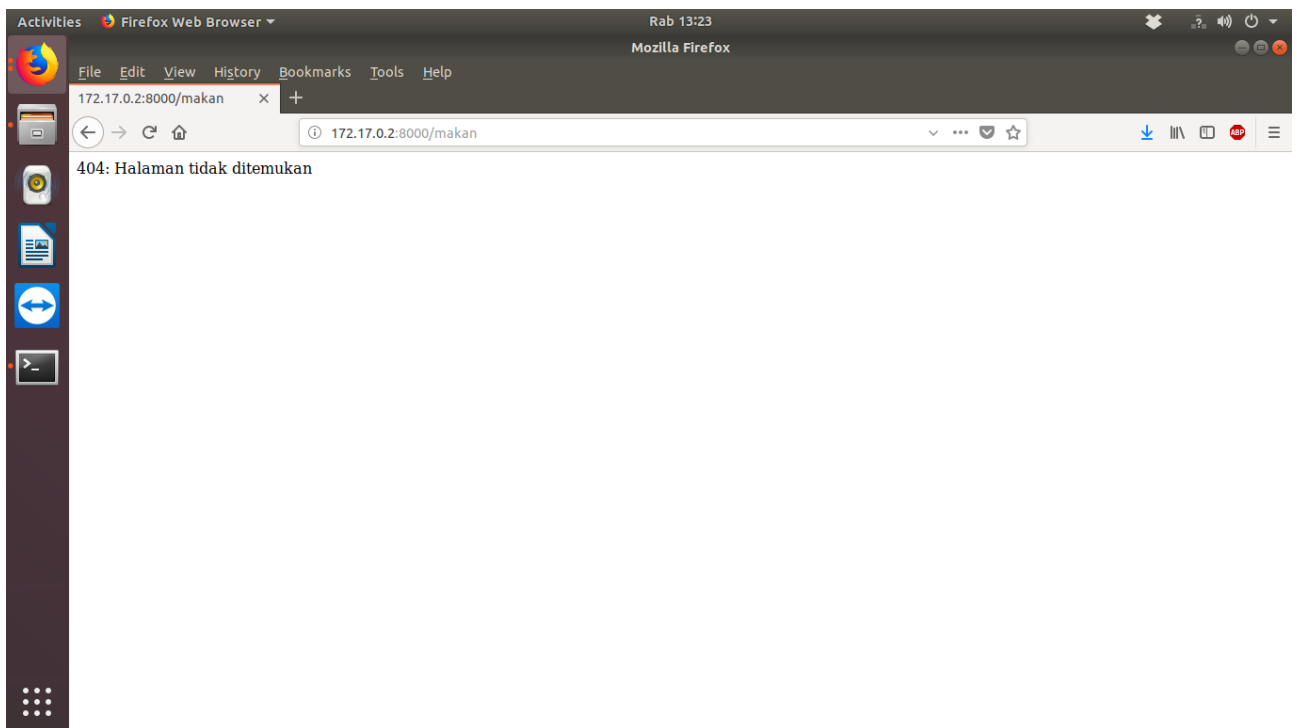 Activities Firefox Web Browser Rab 13:23
Mozilla Firefox
File Edit View History Bookmarks Tools Help
172.17.0.2:8000/makan
172.17.0.2:8000/makan
ABP
404: Halaman tidak ditemukan